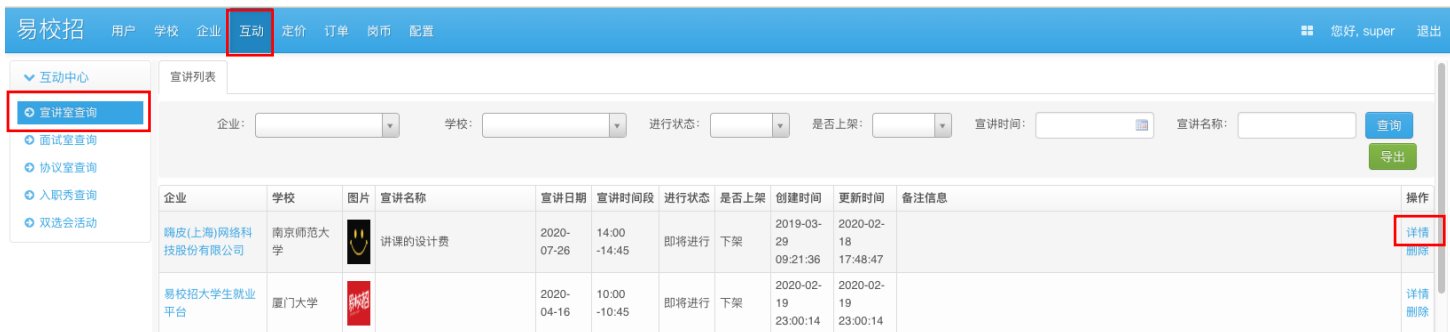 易校招 用户 学校 企业 互动 定价 订单 岗币 配置 您好, super 退出
互动中心
宣讲室查询
面试室查询
协议室查询
入职秀查询
双选会活动
宣讲列表
企业： 学校： 进行状态： 是否上架： 宣讲时间： 宣讲名称： 查询
导出
企业 学校 图片 宣讲名称 宣讲日期 宣讲时间段 进行状态 是否上架 创建时间 更新时间 备注信息 操作
嗨皮(上海)网络科 南京师范大 讲课的设计费 2020- 14:00 即将进行 下架 2019-03- 2020-02- 详情
技股份有限公司 学 07-26 -14:45 29 18 删除
09:21:36 17:48:47
易校招大学生就业 厦门大学 易校招 2020- 10:00 即将进行 下架 2020-02- 2020-02- 详情
平台 04-16 -10:45 19 19 删除
23:00:14 23:00:14